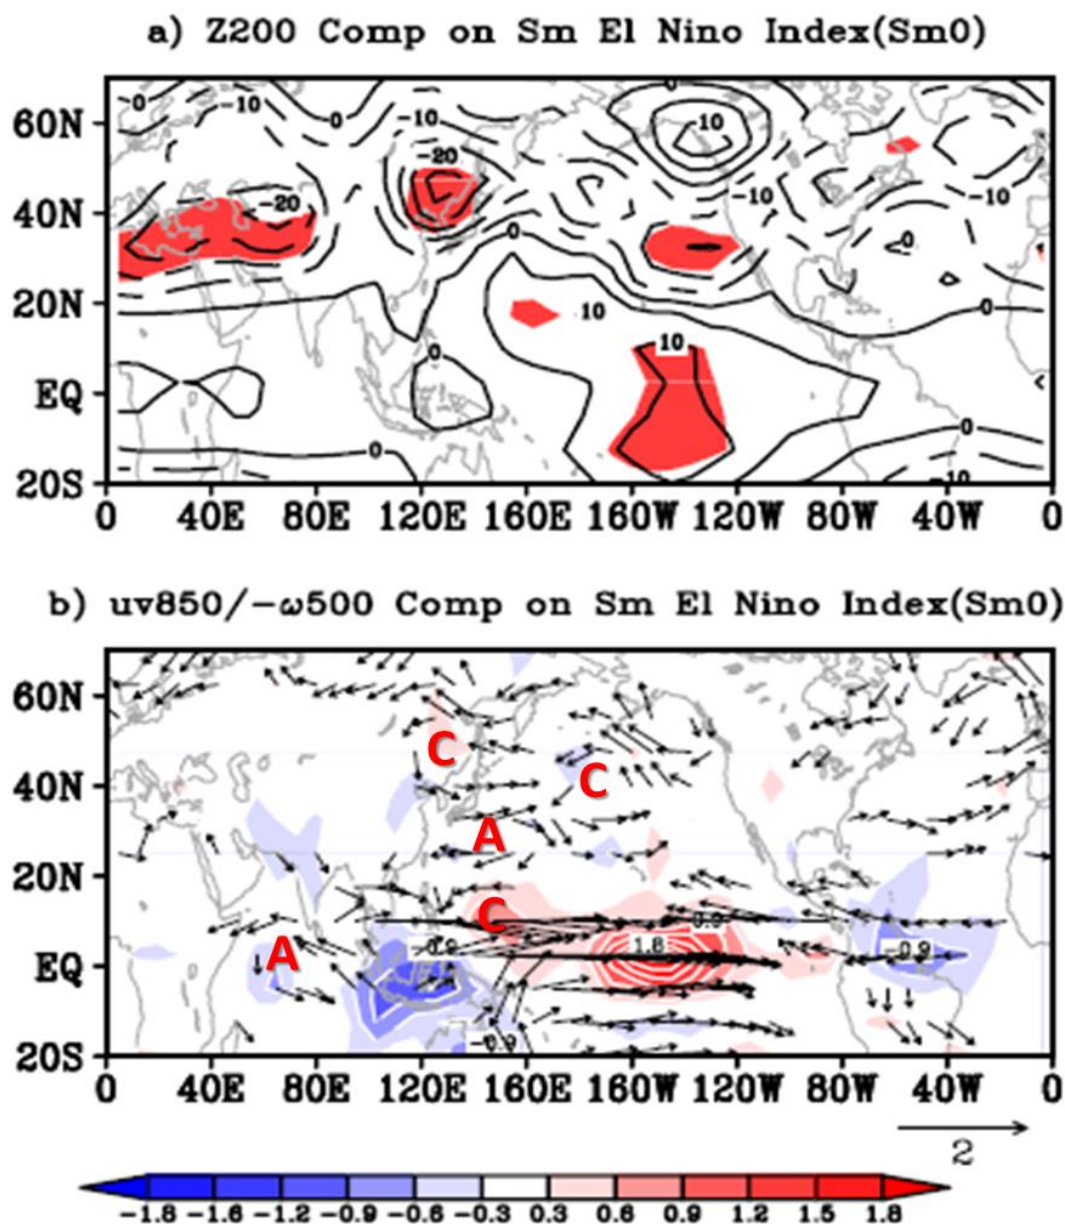 a) Z200 Comp on Sm El Nino Index(Sm0)
0 -10 0 -10 0 10
60N
-20 -10 -10
40N -20 0 0
20N 10 0
10
EQ 0
0 0
20S -10
0 40E 80E 120E 160E 160W 120W 80W 40W 0
b) uv850/-ω500 Comp on Sm El Nino Index(Sm0)
60N
C
40N C
A
20N
C 0.9
A -0.9 1.8 -0.9
EQ
20S -0.9
0 40E 80E 120E 160E 160W 120W 80W 40W 0
2
-1.8 -1.6 -1.2 -0.9 -0.6 -0.3 0.3 0.6 0.9 1.2 1.5 1.8